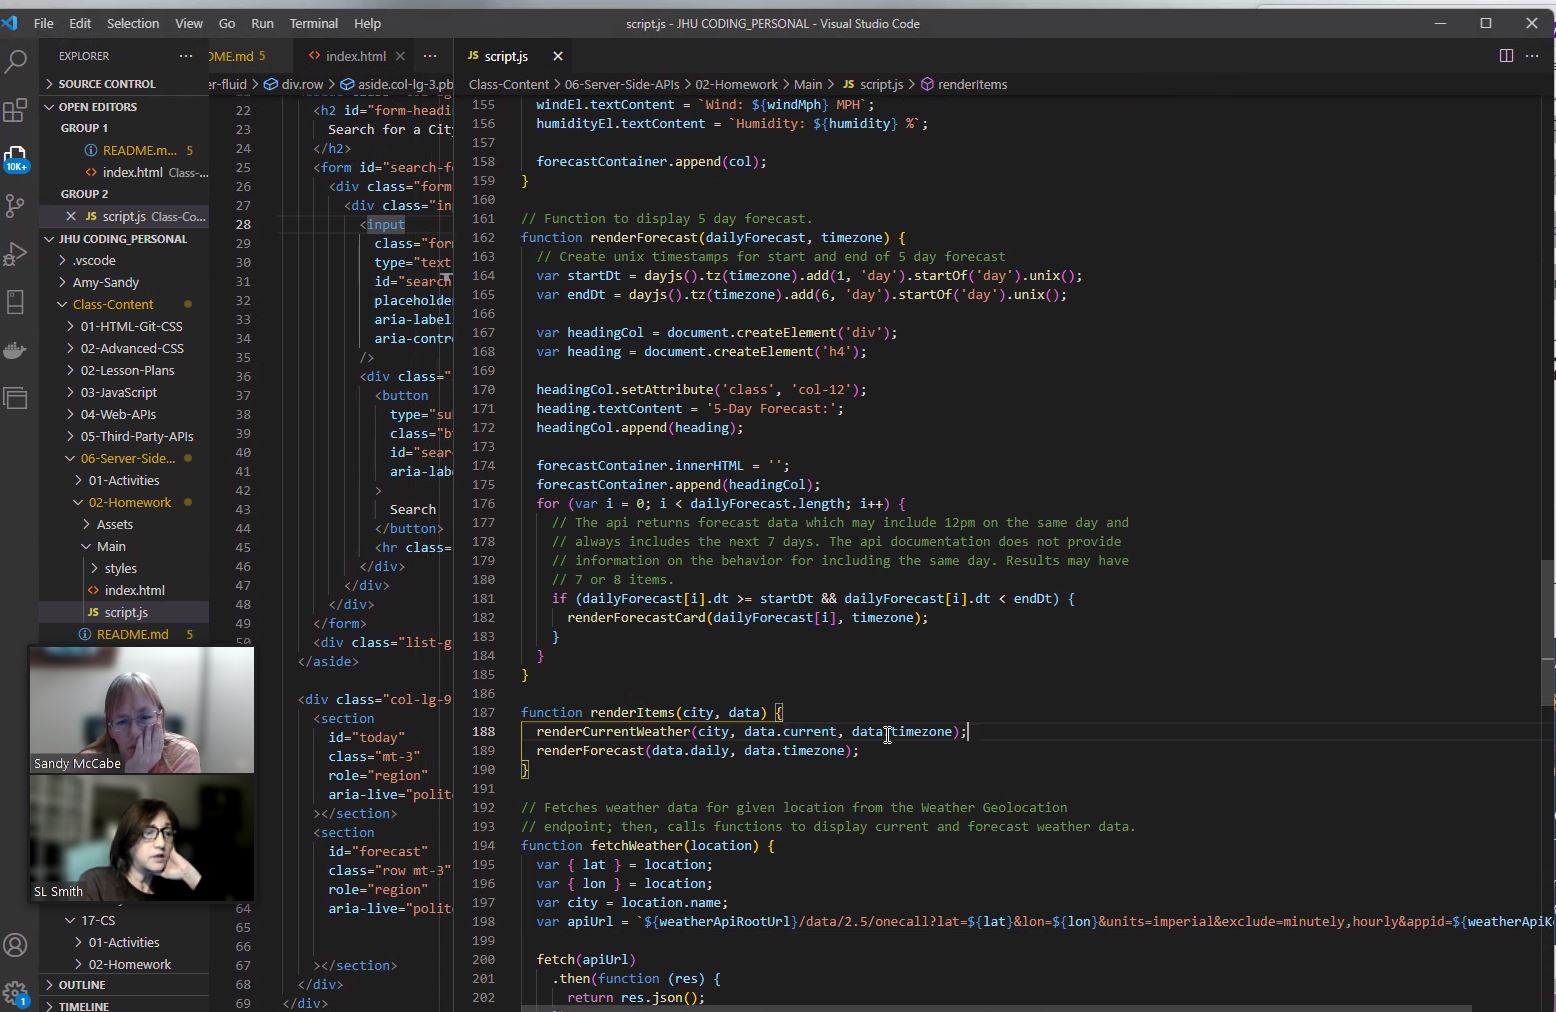 File Edit Selection View Go Run Terminal Help
script.js - JHU CODING_PERSONAL - Visual Studio Code
EXPLORER ···
SOURCE CONTROL
OPEN EDITORS
GROUP 1
README.m... 5
index.html Class-...
GROUP 2
JS script.js Class-Co...
JHU CODING_PERSONAL
.vscode
Amy-Sandy
Class-Content
01-HTML-Git-CSS
02-Advanced-CSS
02-Lesson-Plans
03-JavaScript
04-Web-APIs
05-Third-Party-APIs
06-Server-Side...
01-Activities
02-Homework
Assets
Main
styles
index.html
JS script.js
README.md 5
17-CS
01-Activities
02-Homework
OUTLINE
TIMELINE
10K+
1
Sandy McCabe
SL Smith
OME.md 5 index.html ···
er-fluid > div.row > aside.col-lg-3.pb
22 <h2 id="form-headi
23 Search for a Cit
24 </h2>
25 <form id="search-f
26 <div class="form
27 <div class="in
28 <input
29 class="for
30 type="text
31 id="search
32 placeholde
33 aria-label
34 aria-contr
35 />
36 <div class="
37 <button
38 type="su
39 class="b
40 id="sear
41 aria-lab
42 >
43 Search
44 </button>
45 <hr class=
46 </div>
47 </div>
48 </div>
49 </form>
50 <div class="list-g
</aside>
<div class="col-lg-9
<section
id="today"
class="mt-3"
role="region"
aria-live="polit
></section>
<section
id="forecast"
class="row mt-3"
role="region"
64 aria-live="polit
65
66
67 ></section>
68 </div>
69 </div>
JS script.js
Class-Content > 06-Server-Side-APIs > 02-Homework > Main > JS script.js > renderItems
155 windEl.textContent = `Wind: ${windMph} MPH`;
156 humidityEl.textContent = `Humidity: ${humidity} %`;
157
158 forecastContainer.append(col);
159 }
160
161 // Function to display 5 day forecast.
162 function renderForecast(dailyForecast, timezone) {
163 // Create unix timestamps for start and end of 5 day forecast
164 var startDt = dayjs().tz(timezone).add(1, 'day').startOf('day').unix();
165 var endDt = dayjs().tz(timezone).add(6, 'day').startOf('day').unix();
166
167 var headingCol = document.createElement('div');
168 var heading = document.createElement('h4');
169
170 headingCol.setAttribute('class', 'col-12');
171 heading.textContent = '5-Day Forecast:';
172 headingCol.append(heading);
173
174 forecastContainer.innerHTML = '';
175 forecastContainer.append(headingCol);
176 for (var i = 0; i < dailyForecast.length; i++) {
177 // The api returns forecast data which may include 12pm on the same day and
178 // always includes the next 7 days. The api documentation does not provide
179 // information on the behavior for including the same day. Results may have
180 // 7 or 8 items.
181 if (dailyForecast[i].dt >= startDt && dailyForecast[i].dt < endDt) {
182 renderForecastCard(dailyForecast[i], timezone);
183 }
184 }
185 }
186
187 function renderItems(city, data) {
188 renderCurrentWeather(city, data.current, data.timezone);
189 renderForecast(data.daily, data.timezone);
190 }
191
192 // Fetches weather data for given location from the Weather Geolocation
193 // endpoint; then, calls functions to display current and forecast weather data.
194 function fetchWeather(location) {
195 var { lat } = location;
196 var { lon } = location;
197 var city = location.name;
198 var apiUrl = `${weatherApiRootUrl}/data/2.5/onecall?lat=${lat}&lon=${lon}&units=imperial&exclude=minutely,hourly&appid=${weatherApiK
199
200 fetch(apiUrl)
201 .then(function (res) {
202 return res.json();